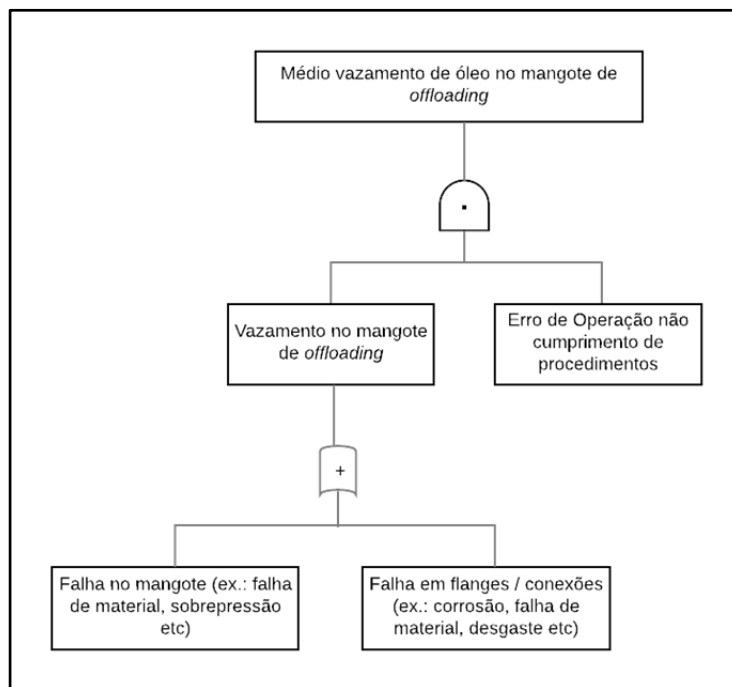 Médio vazamento de óleo no mangote de
offloading
Vazamento no mangote
de offloading
Erro de Operação não
cumprimento de
procedimentos
+
Falha no mangote (ex.: falha
de material, sobrepressão
etc)
Falha em flanges / conexões
(ex.: corrosão, falha de
material, desgaste etc)